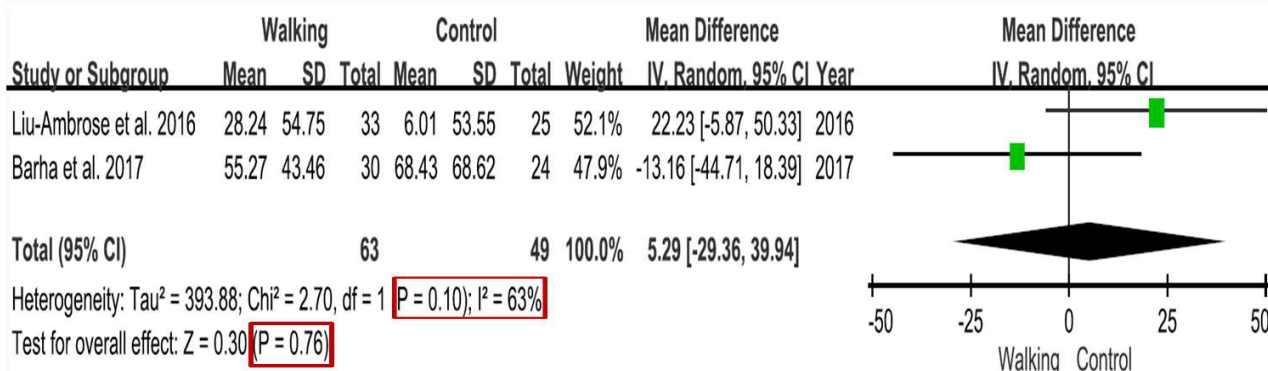 Walking Control Mean Difference Mean Difference
Study or Subgroup Mean SD Total Mean SD Total Weight IV, Random, 95% CI Year IV, Random, 95% CI
Liu-Ambrose et al. 2016 28.24 54.75 33 6.01 53.55 25 52.1% 22.23 [-5.87, 50.33] 2016
Barha et al. 2017 55.27 43.46 30 68.43 68.62 24 47.9% -13.16 [-44.71, 18.39] 2017
Total (95% CI) 63 49 100.0% 5.29 [-29.36, 39.94]
Heterogeneity: Tau² = 393.88; Chi² = 2.70, df = 1 (P = 0.10); I² = 63%
Test for overall effect: Z = 0.30 (P = 0.76)
-50 -25 0 25 50
Walking Control